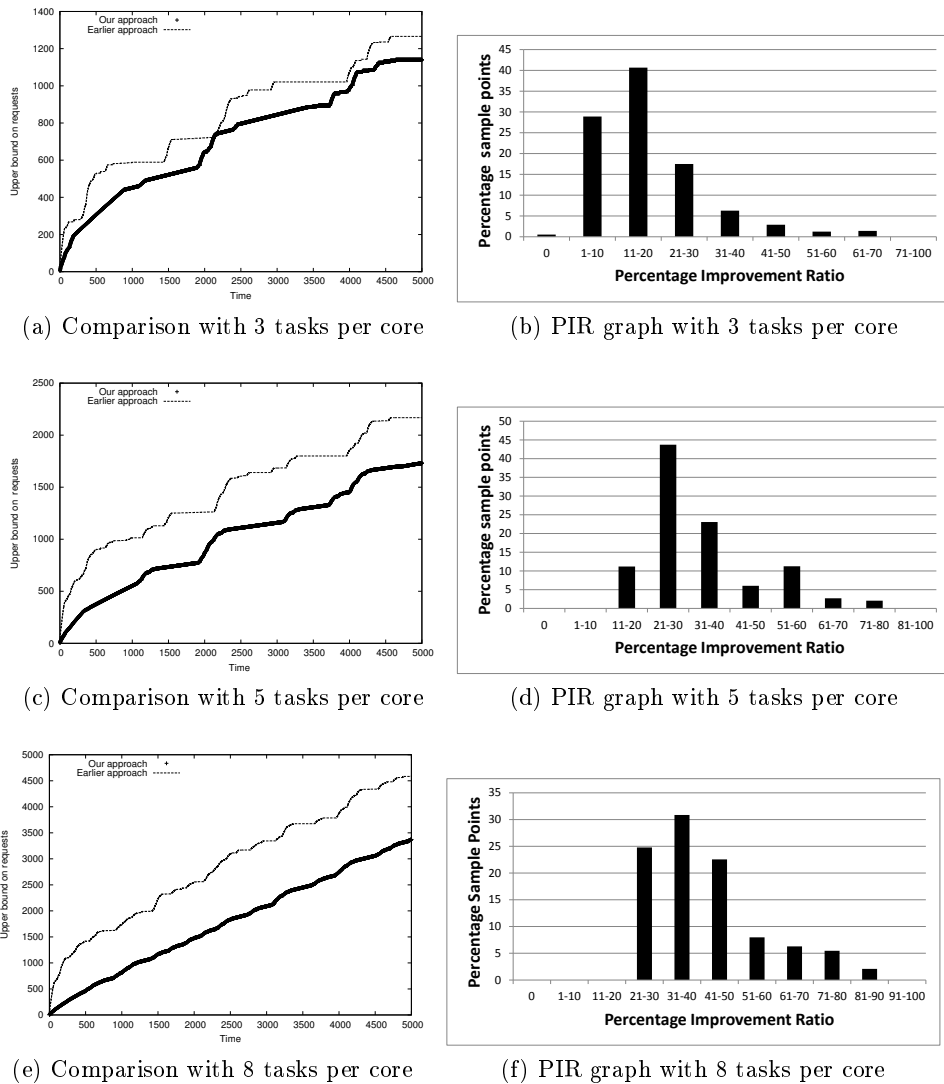 Our approach
Earlier approach
1400
1200
1000
800
600
400
200
0
Upper bound on requests
0 500 1000 1500 2000 2500 3000 3500 4000 4500 5000
Time
(a) Comparison with 3 tasks per core
45
40
35
30
25
20
15
10
5
0
Percentage sample points
0 1-10 11-20 21-30 31-40 41-50 51-60 61-70 71-100
Percentage Improvement Ratio
(b) PIR graph with 3 tasks per core
Our approach
Earlier approach
2500
2000
1500
1000
500
0
Upper bound on requests
0 500 1000 1500 2000 2500 3000 3500 4000 4500 5000
Time
(c) Comparison with 5 tasks per core
50
45
40
35
30
25
20
15
10
5
0
Percentage sample points
0 1-10 11-20 21-30 31-40 41-50 51-60 61-70 71-80 81-100
Percentage Improvement Ratio
(d) PIR graph with 5 tasks per core
Our approach
Earlier approach
5000
4500
4000
3500
3000
2500
2000
1500
1000
500
0
Upper bound on requests
0 500 1000 1500 2000 2500 3000 3500 4000 4500 5000
Time
(e) Comparison with 8 tasks per core
35
30
25
20
15
10
5
0
Percentage Sample Points
0 1-10 11-20 21-30 31-40 41-50 51-60 61-70 71-80 81-90 91-100
Percentage Improvement Ratio
(f) PIR graph with 8 tasks per core